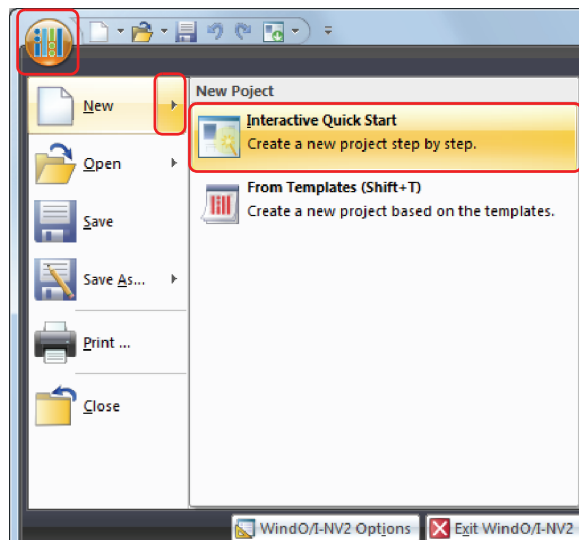 New
Open
Save
Save As...
Print ...
Close
New Poject
Interactive Quick Start
Create a new project step by step.
From Templates (Shift+T)
Create a new project based on the templates.
WindO/I-NV2 Options
Exit WindO/I-NV2